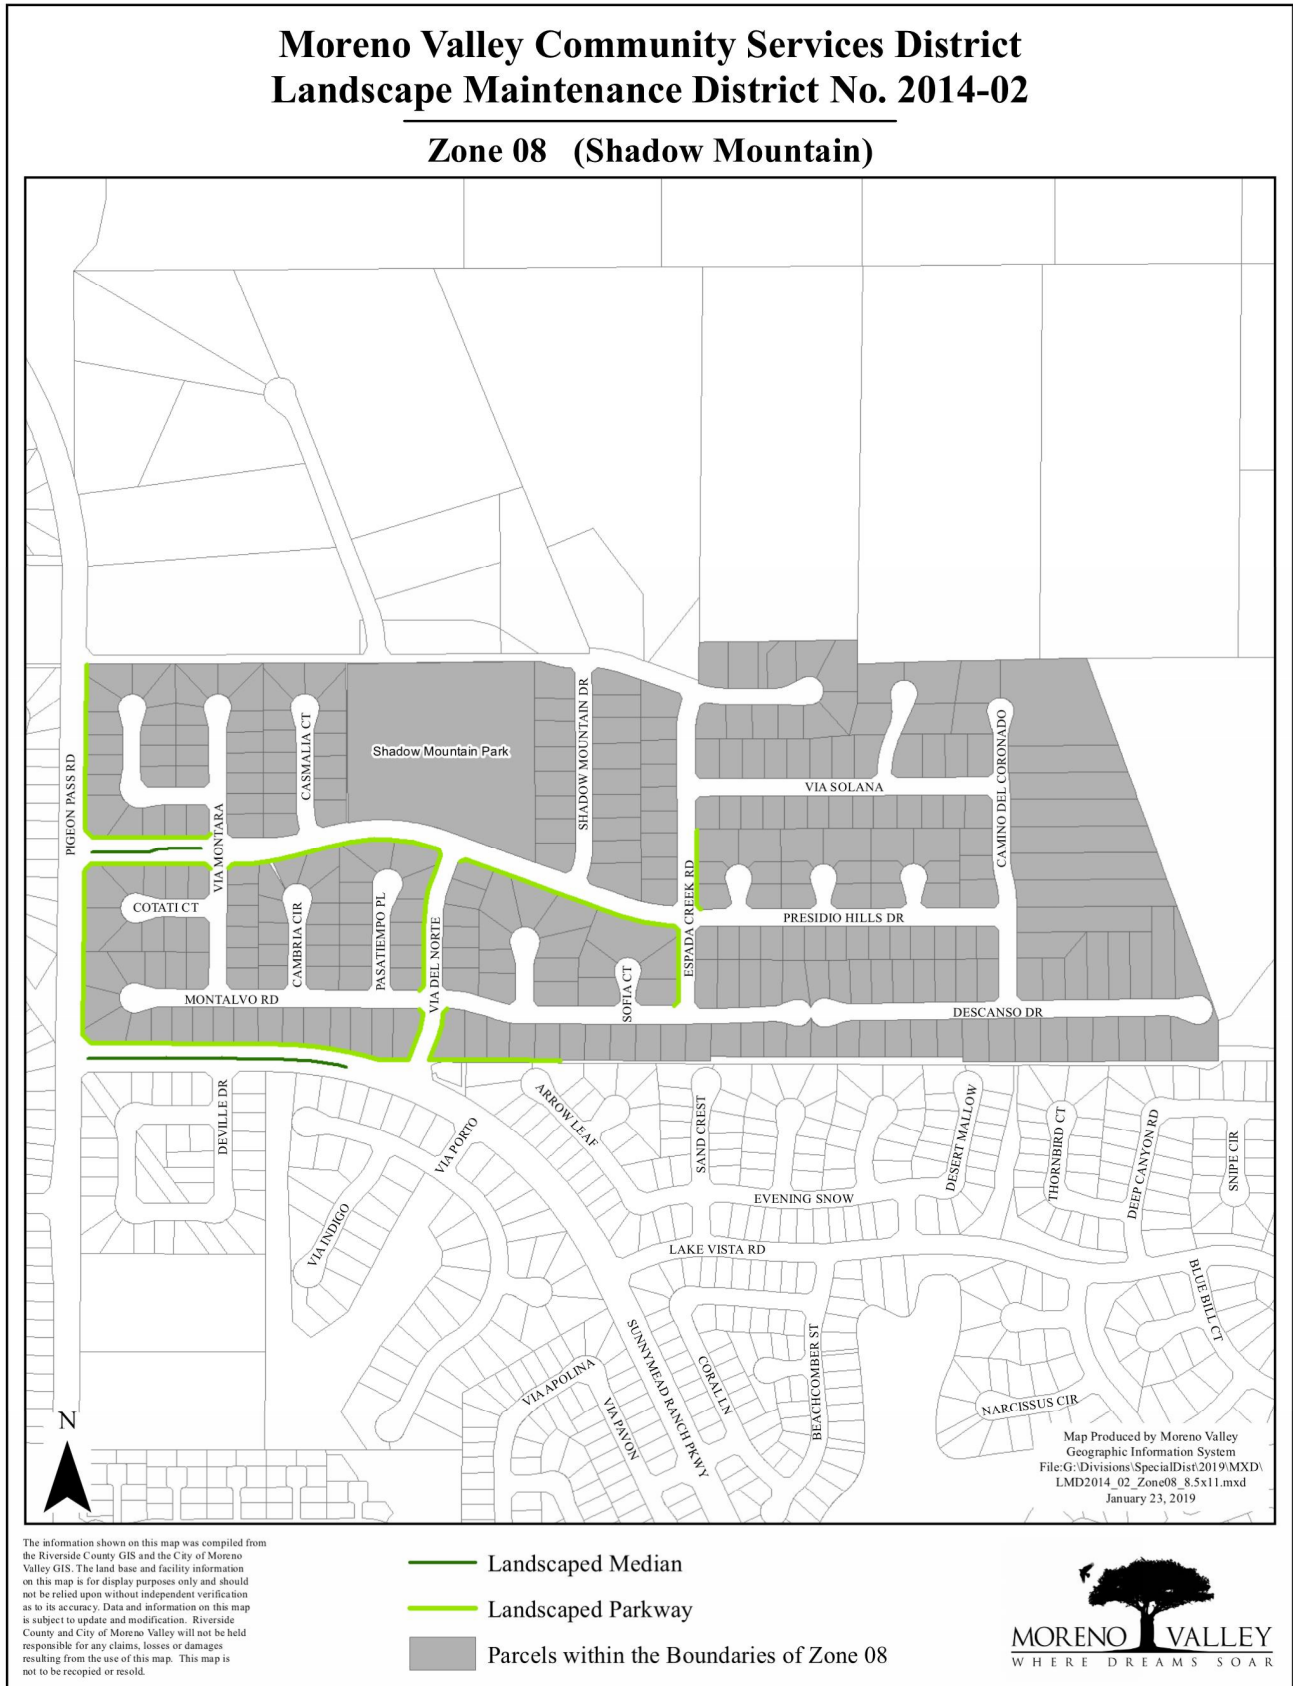 Moreno Valley Community Services District
Landscape Maintenance District No. 2014-02
Zone 08 (Shadow Mountain)
Shadow Mountain Park
PIGEON PASS RD
VIA MONTARA
CASMALIA CT
SHADOW MOUNTAIN DR
VIA SOLANA
CAMINO DEL CORONADO
COTATI CT
CAMBRIA CIR
PASATIEMPO PL
VIA DEL NORTE
ESPADA CREEK RD
PRESIDIO HILLS DR
MONTALVO RD
SOFIA CT
DESCANSO DR
DEVILLE DR
VIA PORTO
ARROW LEAF
SAND CREST
DESERT MALLOW
THORNBIRD CT
DEEP CANYON RD
SNIPE CIR
VIA INDIGO
EVENING SNOW
LAKE VISTA RD
BLUE BILL CT
SUNNYMEAD RANCH PKWY
CORAL LN
BEACHCOMBER ST
VIA APOLINA
VIA PAVON
NARCISSUS CIR
N
Map Produced by Moreno Valley
Geographic Information System
File:G:\Divisions\SpecialDist\2019\MXD\
LMD2014_02_Zone08_8.5x11.mxd
January 23, 2019
The information shown on this map was compiled from
the Riverside County GIS and the City of Moreno
Valley GIS. The land base and facility information
on this map is for display purposes only and should
not be relied upon without independent verification
as to its accuracy. Data and information on this map
is subject to update and modification. Riverside
County and City of Moreno Valley will not be held
responsible for any claims, losses or damages
resulting from the use of this map. This map is
not to be recopied or resold.
Landscaped Median
Landscaped Parkway
Parcels within the Boundaries of Zone 08
MORENO VALLEY
WHERE DREAMS SOAR